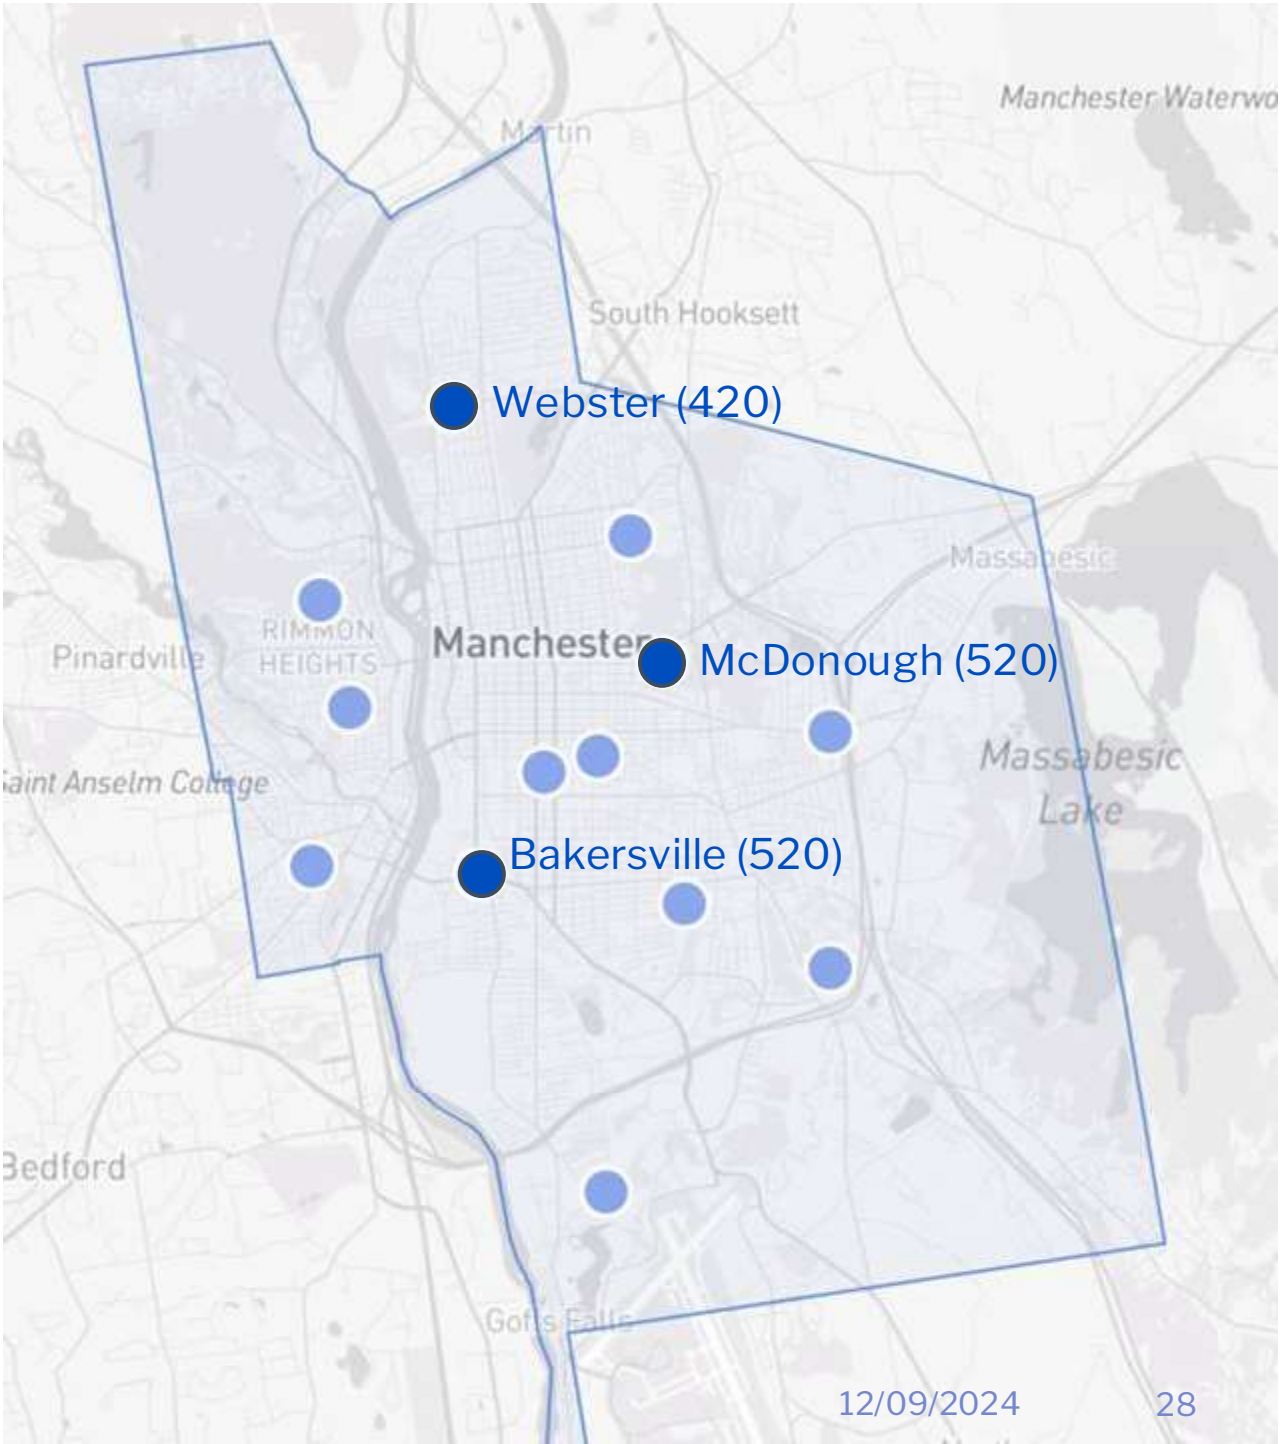 Manchester Waterwo
Martin
South Hooksett
Webster (420)
Massabesic
RIMMON
HEIGHTS
Manchester
Pinardville
McDonough (520)
Massabesic
Lake
Saint Anselm College
Bakersville (520)
Bedford
Goffs Falls
12/09/2024
28